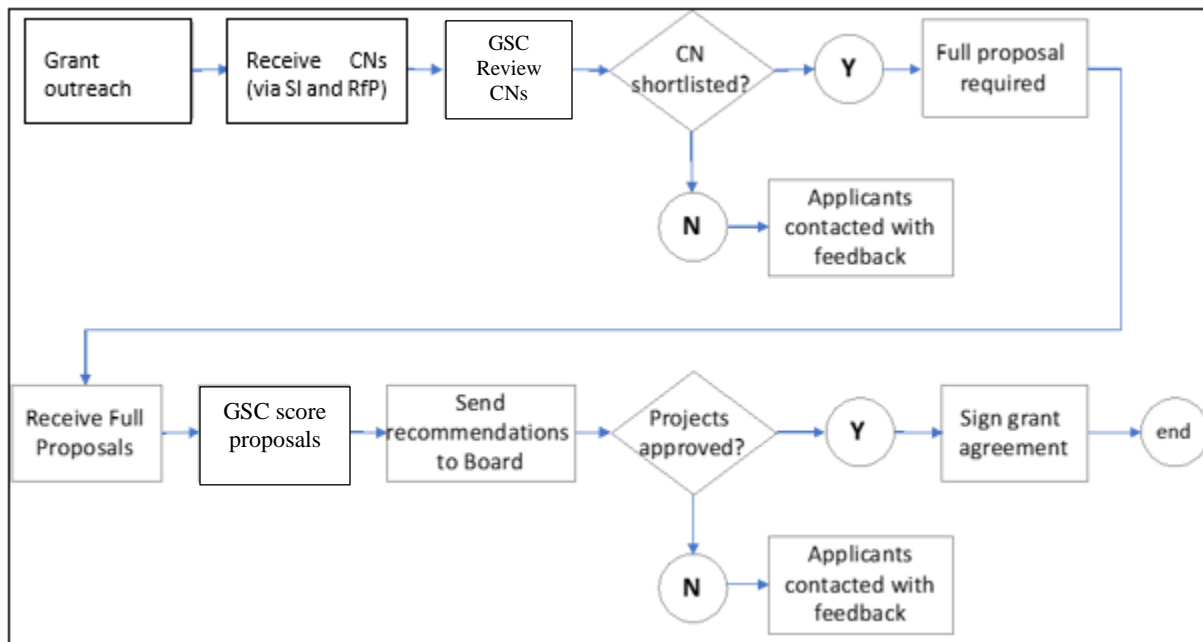 Grant
outreach
Receive CNs
(via SI and RfP)
GSC
Review
CNs
CN
shortlisted?
Y
Full proposal
required
N
Applicants
contacted with
feedback
Receive Full
Proposals
GSC score
proposals
Send
recommendations
to Board
Projects
approved?
Y
Sign grant
agreement
end
N
Applicants
contacted with
feedback